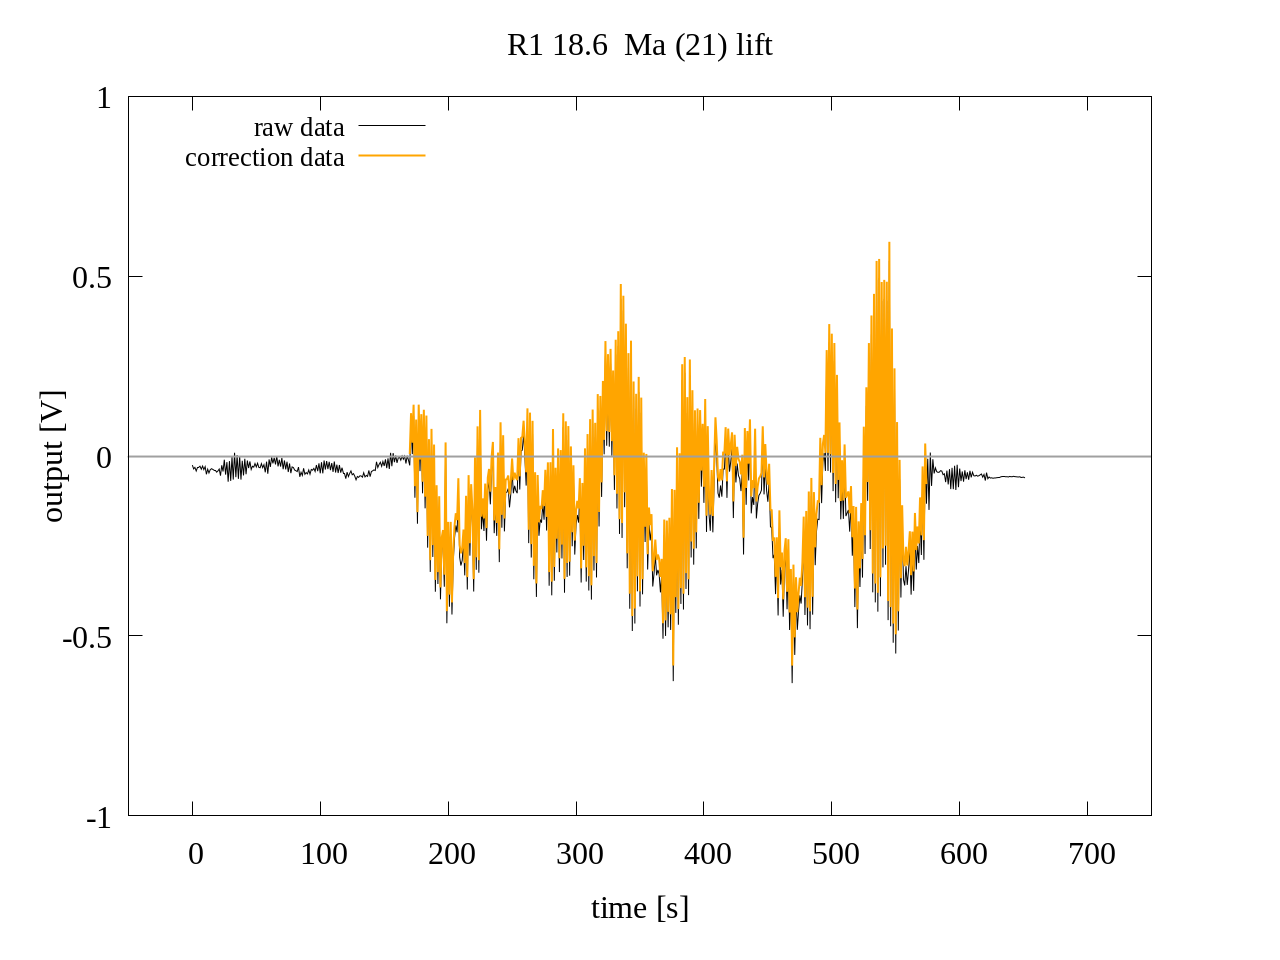 R1 18.6  Ma (21) lift
raw data
correction data
output [V]
1
0.5
0
-0.5
-1
0 100 200 300 400 500 600 700
time [s]